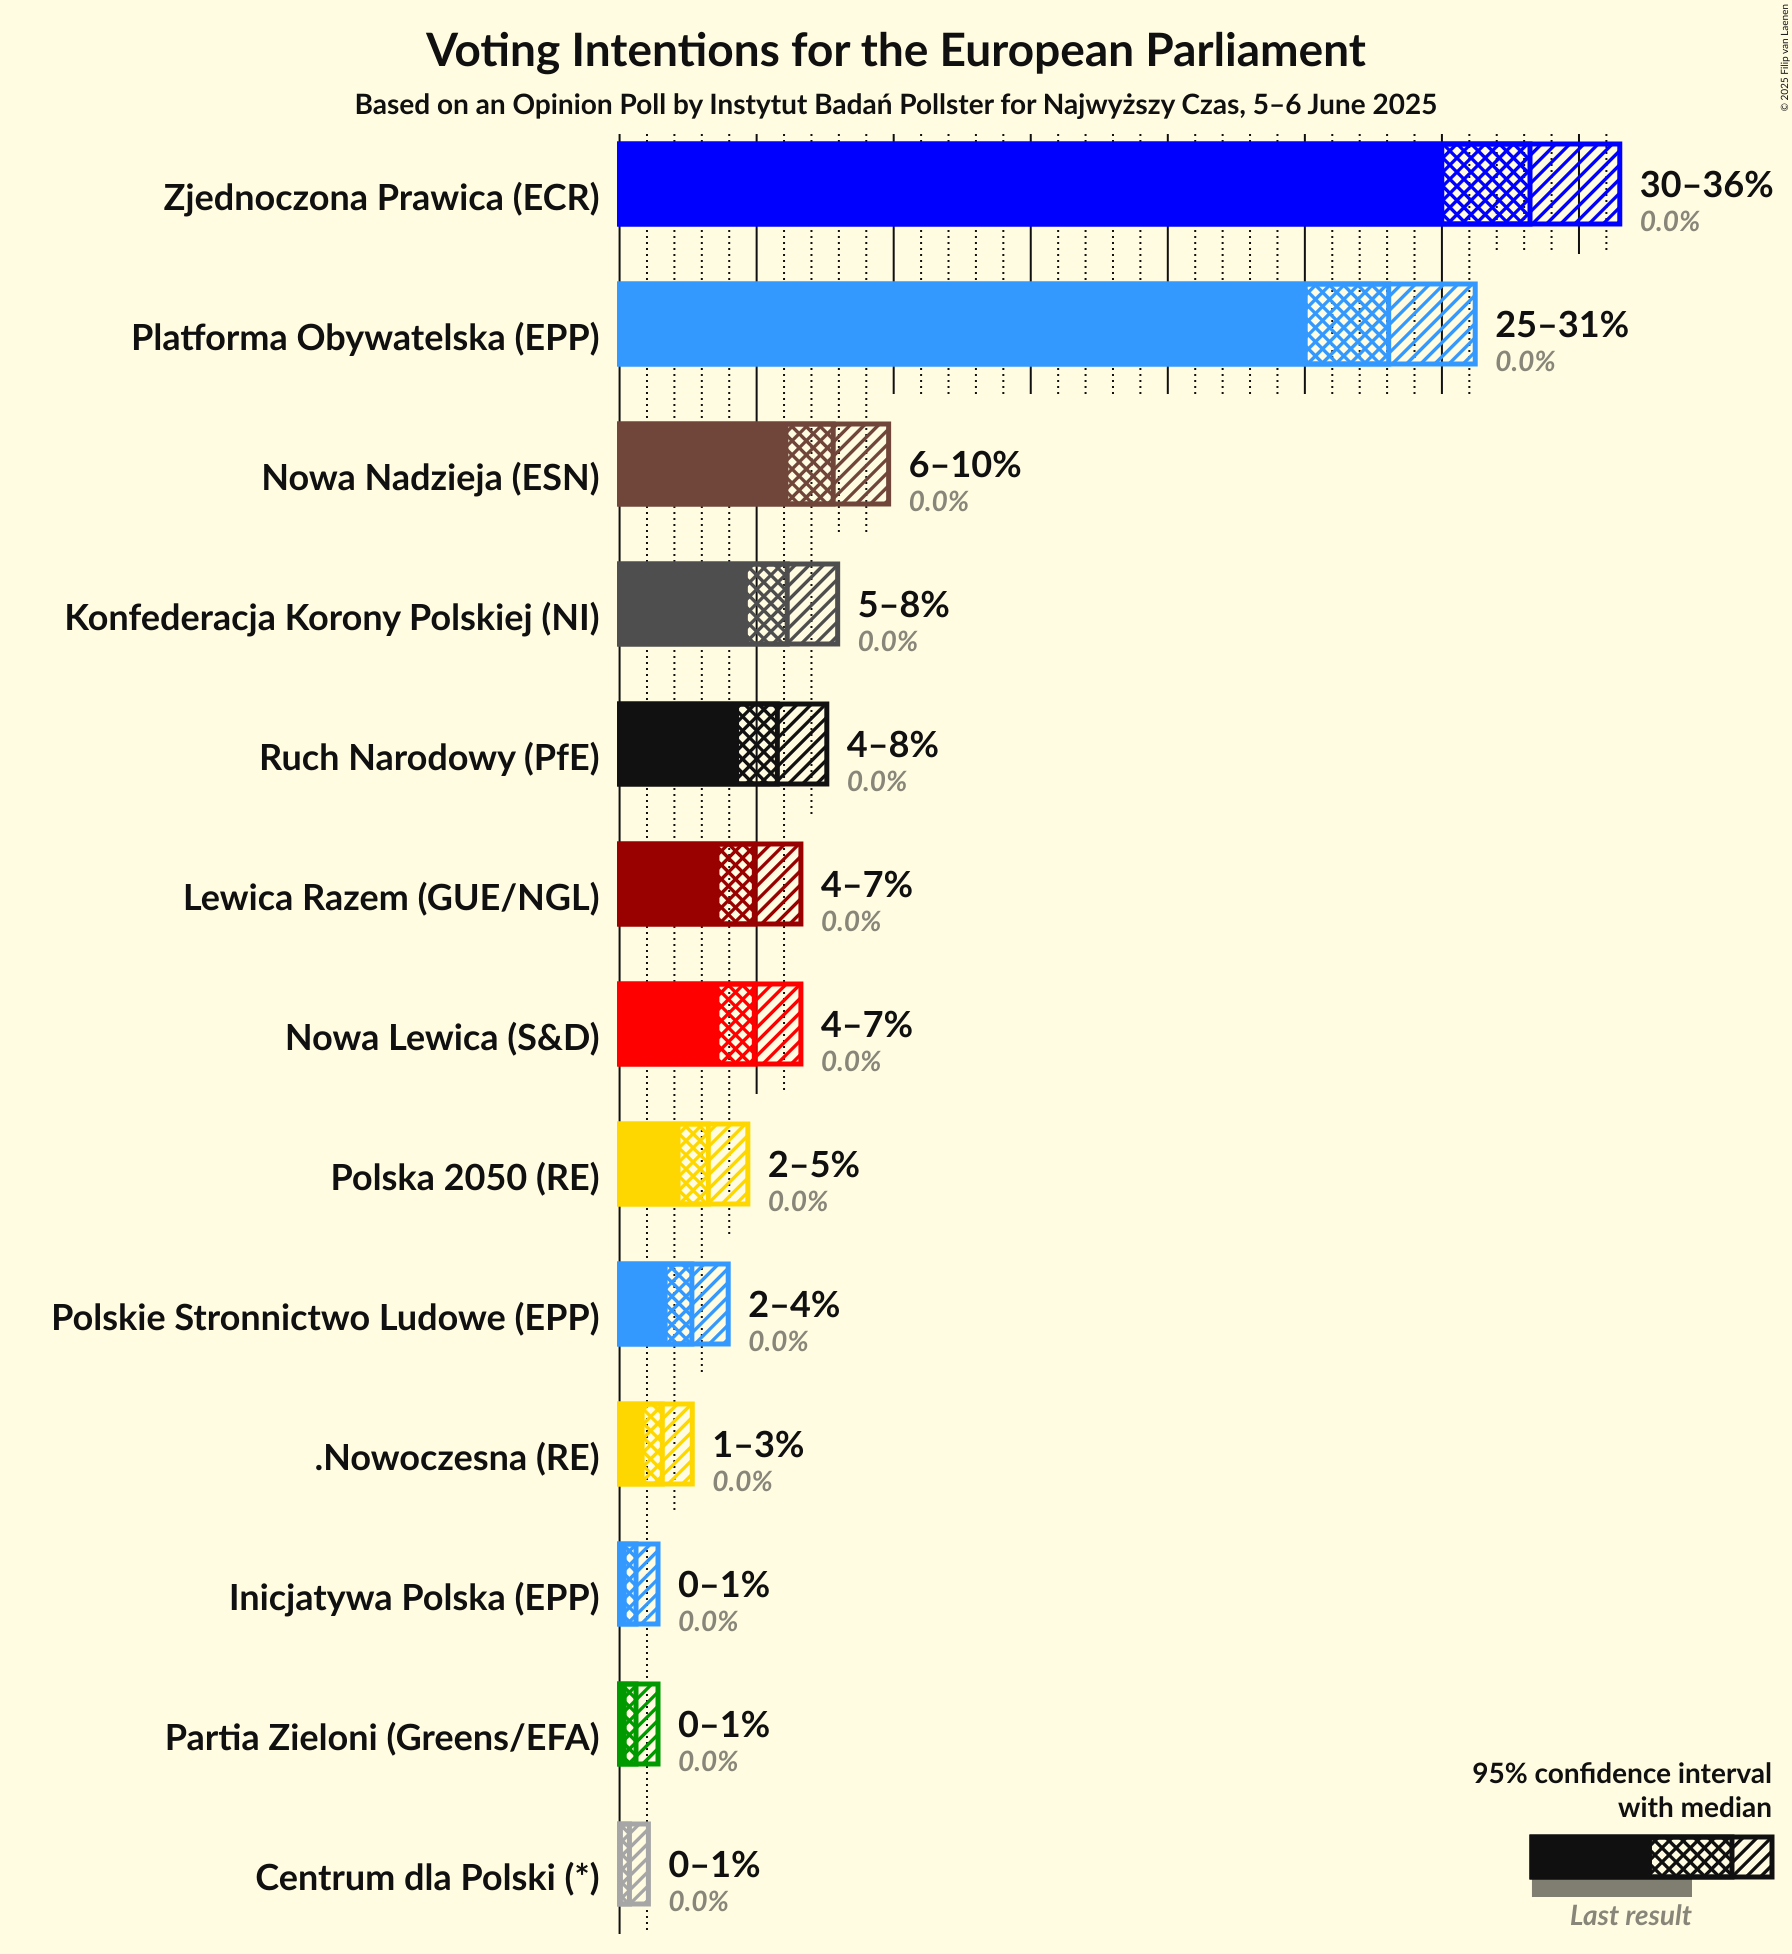 Voting Intentions for the European Parliament
Based on an Opinion Poll by Instytut Badań Pollster for Najwyższy Czas, 5–6 June 2025
© 2025 Filip van Laenen
Zjednoczona Prawica (ECR)
30–36%
0.0%
Platforma Obywatelska (EPP)
25–31%
0.0%
Nowa Nadzieja (ESN)
6–10%
0.0%
Konfederacja Korony Polskiej (NI)
5–8%
0.0%
Ruch Narodowy (PfE)
4–8%
0.0%
Lewica Razem (GUE/NGL)
4–7%
0.0%
Nowa Lewica (S&D)
4–7%
0.0%
Polska 2050 (RE)
2–5%
0.0%
Polskie Stronnictwo Ludowe (EPP)
2–4%
0.0%
.Nowoczesna (RE)
1–3%
0.0%
Inicjatywa Polska (EPP)
0–1%
0.0%
Partia Zieloni (Greens/EFA)
0–1%
0.0%
Centrum dla Polski (*)
0–1%
0.0%
95% confidence interval
with median
Last result